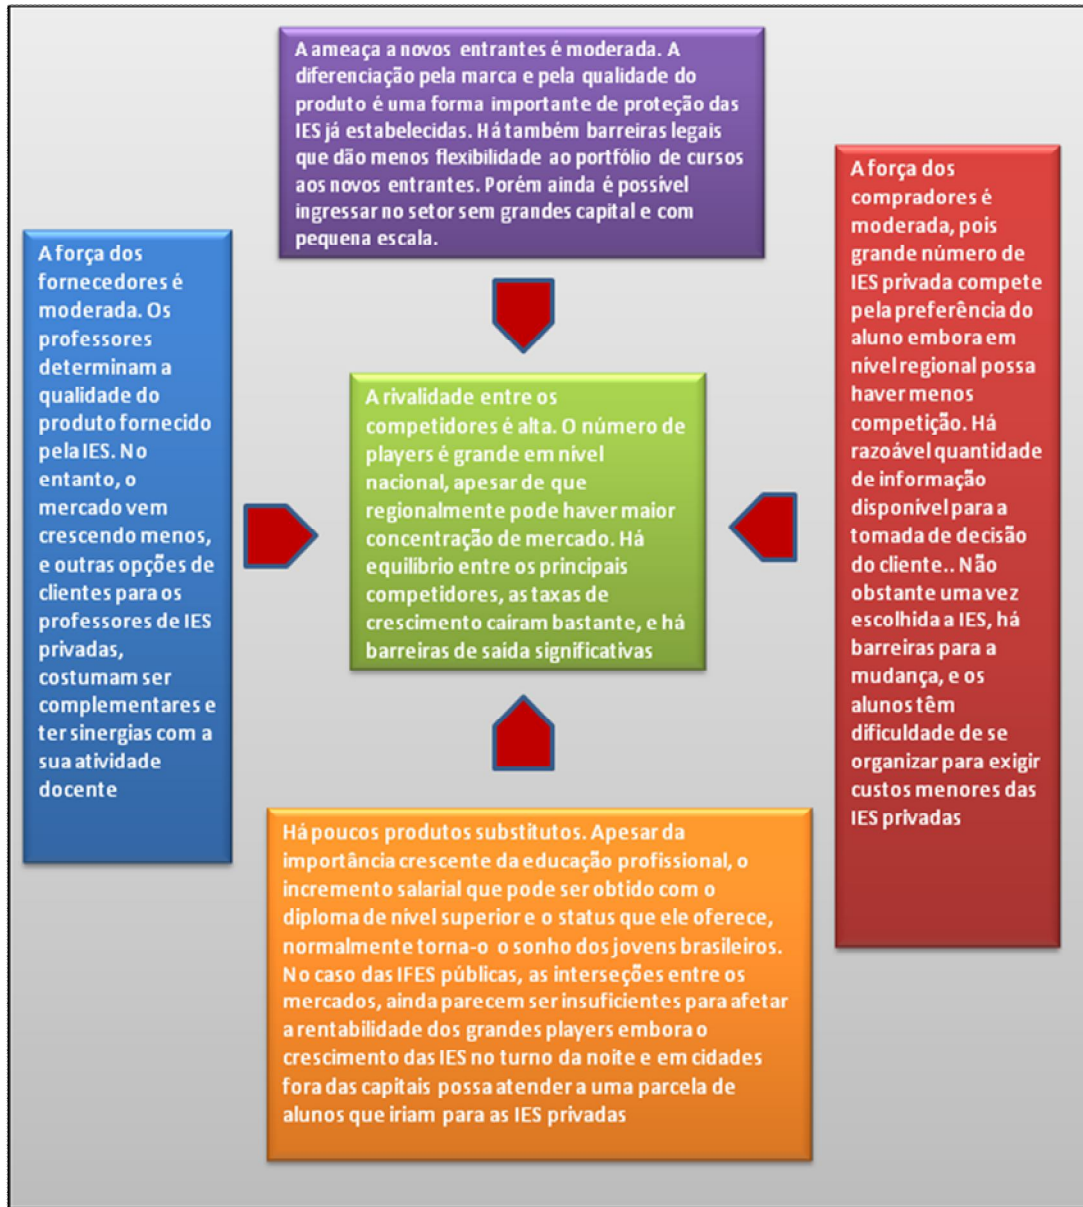 A ameaça a novos entrantes é moderada. A
diferenciação pela marca e pela qualidade do
produto é uma forma importante de proteção das
IES já estabelecidas. Há também barreiras legais
que dão menos flexibilidade ao portfólio de cursos
aos novos entrantes. Porém ainda é possível
ingressar no setor sem grandes capital e com
pequena escala.
A força dos
fornecedores é
moderada. Os
professores
determinam a
qualidade do
produto fornecido
pela IES. No
entanto, o
mercado vem
crescendo menos,
e outras opções de
clientes para os
professores de IES
privadas,
costumam ser
complementares e
ter sinergias com a
sua atividade
docente
A rivalidade entre os
competidores é alta. O número de
players é grande em nível
nacional, apesar de que
regionalmente pode haver maior
concentração de mercado. Há
equilíbrio entre os principais
competidores, as taxas de
crescimento caíram bastante, e há
barreiras de saída significativas
A força dos
compradores é
moderada, pois
grande número de
IES privada compete
pela preferência do
aluno embora em
nível regional possa
haver menos
competição. Há
razoável quantidade
de informação
disponível para a
tomada de decisão
do cliente.. Não
obstante uma vez
escolhida a IES, há
barreiras para a
mudança, e os
alunos têm
dificuldade de se
organizar para exigir
custos menores das
IES privadas
Há poucos produtos substitutos. Apesar da
importância crescente da educação profissional, o
incremento salarial que pode ser obtido com o
diploma de nível superior e o status que ele oferece,
normalmente torna-o o sonho dos jovens brasileiros.
No caso das IFES públicas, as interseções entre os
mercados, ainda parecem ser insuficientes para afetar
a rentabilidade dos grandes players embora o
crescimento das IES no turno da noite e em cidades
fora das capitais possa atender a uma parcela de
alunos que iriam para as IES privadas